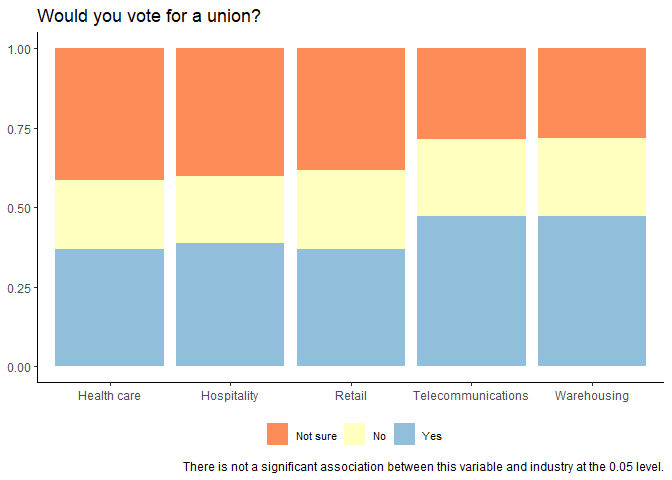 Would you vote for a union?
1.00
0.75
0.50
0.25
0.00
Health care Hospitality Retail Telecommunications Warehousing
Not sure No Yes
There is not a significant association between this variable and industry at the 0.05 level.